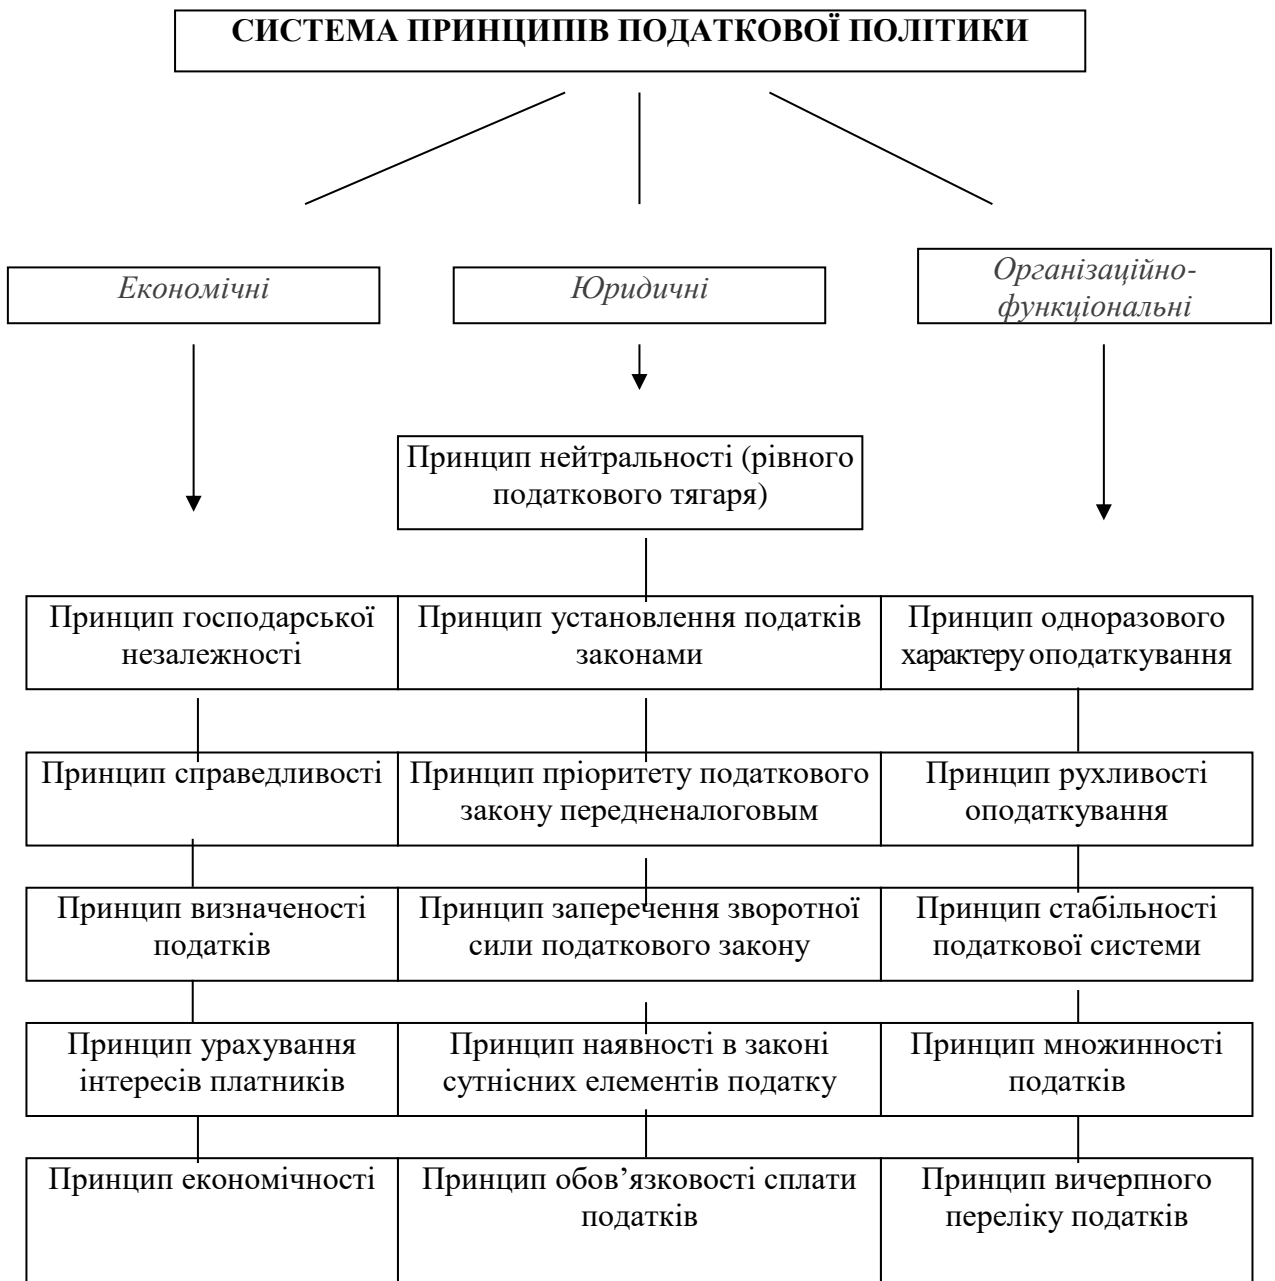 СИСТЕМА ПРИНЦИПІВ ПОДАТКОВОЇ ПОЛІТИКИ
Економічні
Юридичні
Організаційно-
функціональні
Принцип нейтральності (рівного
податкового тягаря)
Принцип господарської
незалежності
Принцип установлення податків
законами
Принцип одноразового
характеру оподаткування
Принцип справедливості
Принцип пріоритету податкового
закону передненалоговым
Принцип рухливості
оподаткування
Принцип визначеності
податків
Принцип заперечення зворотної
сили податкового закону
Принцип стабільності
податкової системи
Принцип урахування
інтересів платників
Принцип наявності в законі
сутнісних елементів податку
Принцип множинності
податків
Принцип економічності
Принцип обов’язковості сплати
податків
Принцип вичерпного
переліку податків